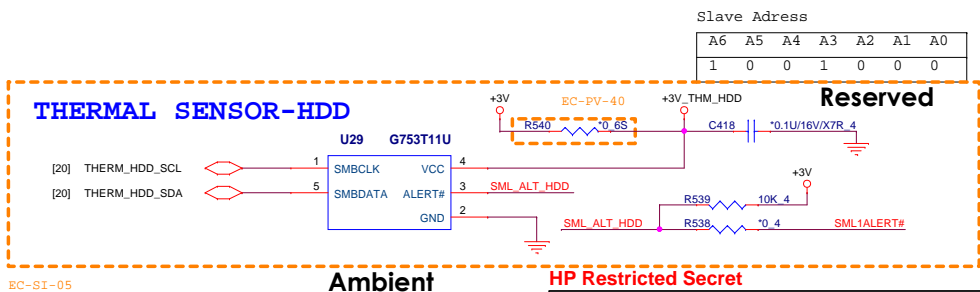 Slave Adress
A6 A5 A4 A3 A2 A1 A0
1 0 0 1 0 0 0
Reserved
THERMAL SENSOR-HDD
+3V
EC-PV-40
+3V_THM_HDD
R540 *0_6S
C418 *0.1U/16V/X7R_4
U29 G753T11U
[20] THERM_HDD_SCL 1 SMBCLK VCC 4
[20] THERM_HDD_SDA 5 SMBDATA ALERT# 3 SML_ALT_HDD
GND 2
+3V
R539 10K_4
SML_ALT_HDD R538 *0_4 SML1ALERT#
EC-SI-05
Ambient
HP Restricted Secret